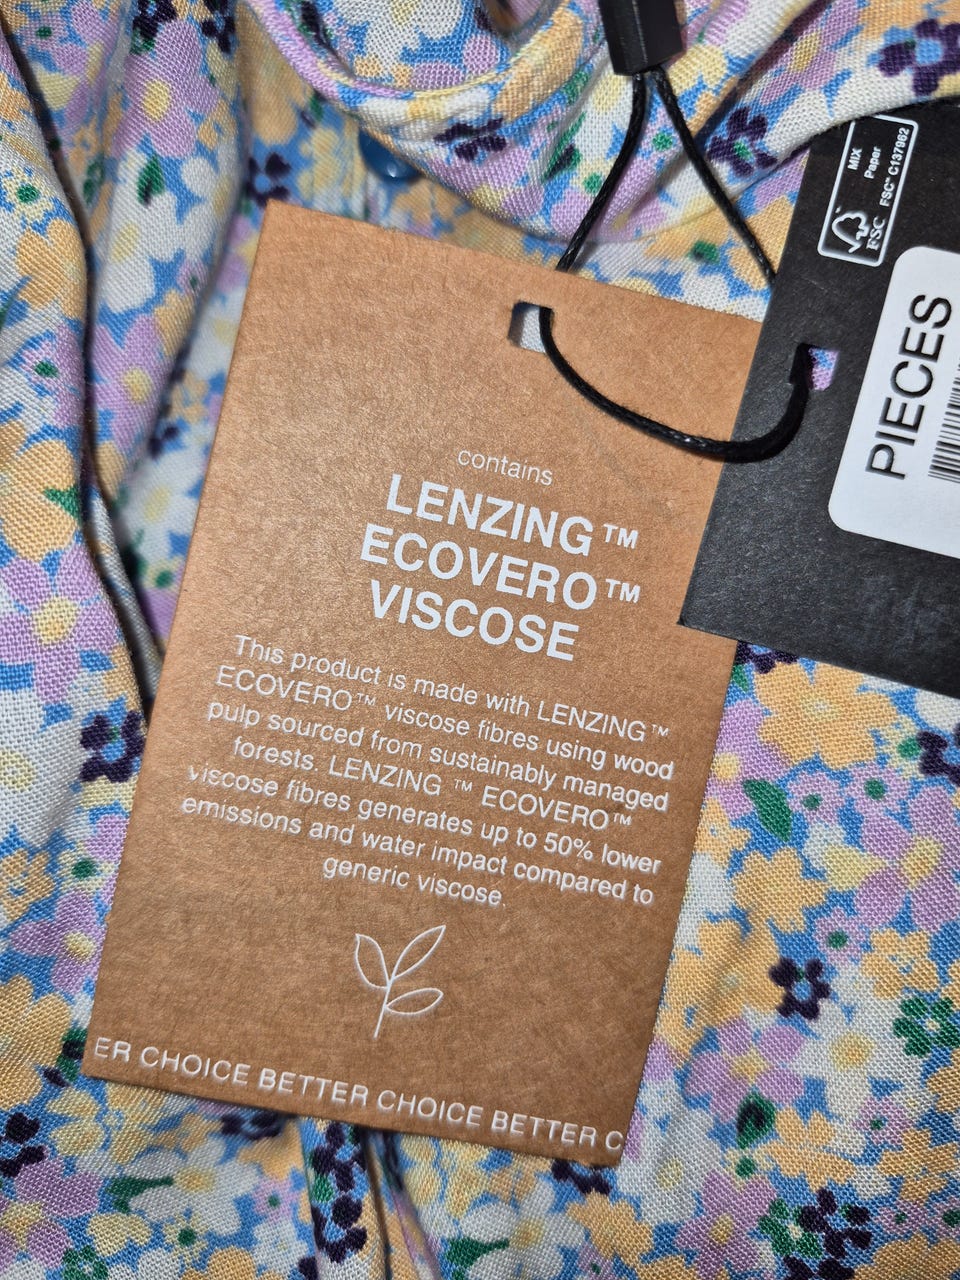 contains
LENZING™
ECOVERO™
VISCOSE
This product is made with LENZING™
ECOVERO™ viscose fibres using wood
pulp sourced from sustainably managed
forests. LENZING ™ ECOVERO™
viscose fibres generates up to 50% lower
emissions and water impact compared to
generic viscose.
ER CHOICE BETTER CHOICE BETTER C
MIX
Paper
FSC® C137962
FSC
PIECES